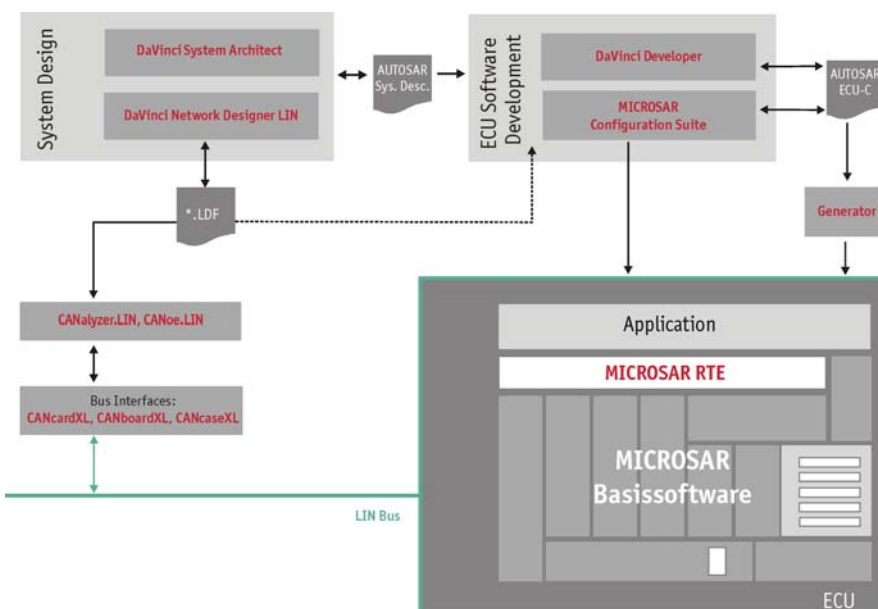 System Design
DaVinci System Architect
DaVinci Network Designer LIN
AUTOSAR
Sys. Desc.
ECU Software
Development
DaVinci Developer
MICROSAR
Configuration Suite
AUTOSAR
ECU-C
*.LDF
Generator
CANalyzer.LIN, CANoe.LIN
Bus Interfaces:
CANcardXL, CANboardXL, CANcaseXL
LIN Bus
Application
MICROSAR RTE
MICROSAR
Basissoftware
ECU